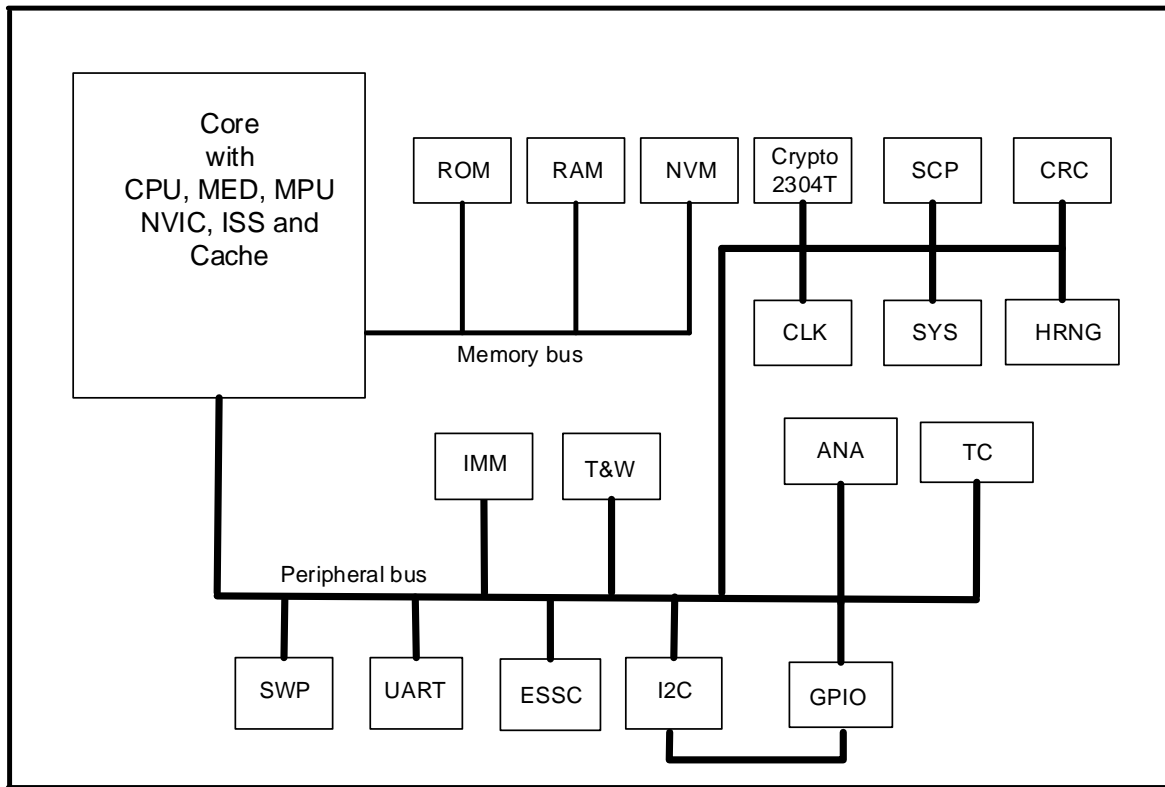 Core
with
CPU, MED, MPU
NVIC, ISS and
Cache
ROM
RAM
NVM
Crypto
2304T
SCP
CRC
CLK
SYS
HRNG
Memory bus
IMM
T&W
ANA
TC
Peripheral bus
SWP
UART
ESSC
I2C
GPIO